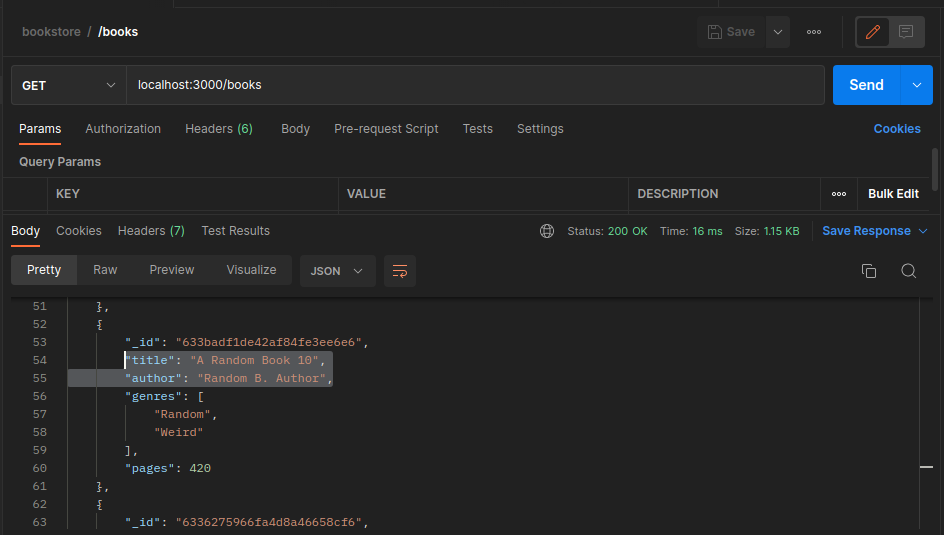 bookstore / /books
Save
GET localhost:3000/books Send
Params Authorization Headers (6) Body Pre-request Script Tests Settings Cookies
Query Params
KEY VALUE DESCRIPTION Bulk Edit
Body Cookies Headers (7) Test Results Status: 200 OK Time: 16 ms Size: 1.15 KB Save Response
Pretty Raw Preview Visualize JSON
51 },
52 {
53 "_id": "633badf1de42af84fe3ee6e6",
54 "title": "A Random Book 10",
55 "author": "Random B. Author",
56 "genres": [
57 "Random",
58 "Weird"
59 ],
60 "pages": 420
61 },
62 {
63 "_id": "6336275966fa4d8a46658cf6",